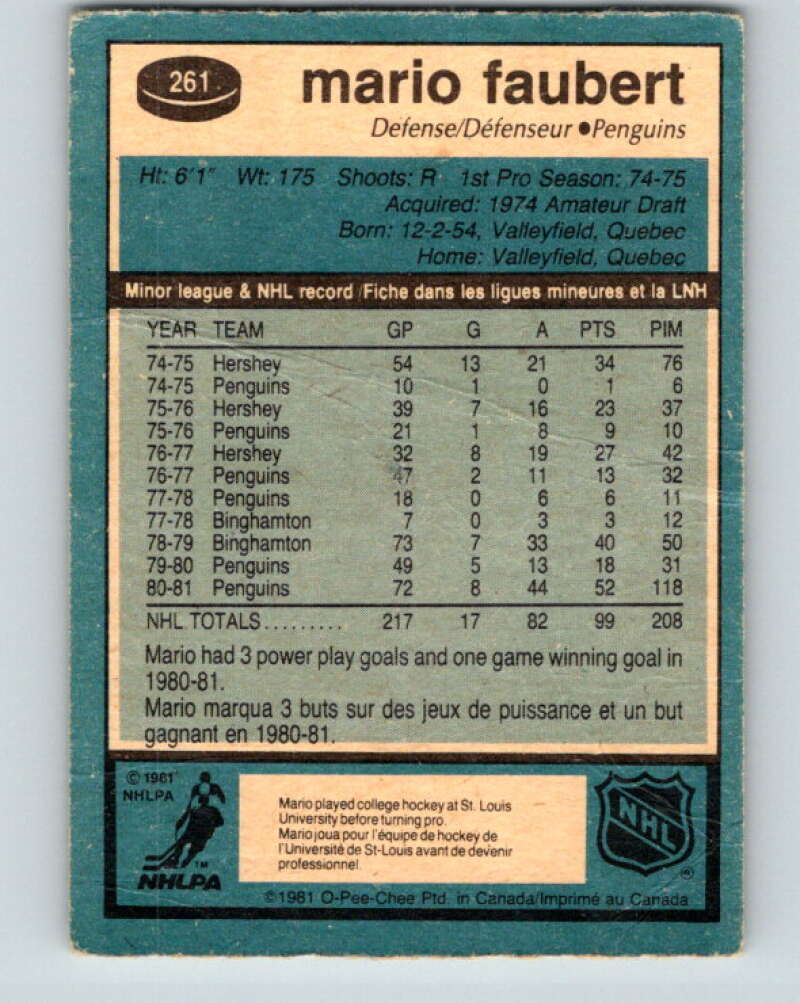 261
mario faubert
Defense/Défenseur ●Penguins
Ht: 6'1" Wt: 175 Shoots: R 1st Pro Season: 74-75
Acquired: 1974 Amateur Draft
Born: 12-2-54, Valleyfield, Quebec
Home: Valleyfield, Quebec
Minor league & NHL record /Fiche dans les ligues mineures et la LNH
YEAR TEAM GP G A PTS PIM
74-75 Hershey 54 13 21 34 76
74-75 Penguins 10 1 0 1 6
75-76 Hershey 39 7 16 23 37
75-76 Penguins 21 1 8 9 10
76-77 Hershey 32 8 19 27 42
76-77 Penguins 47 2 11 13 32
77-78 Penguins 18 0 6 6 11
77-78 Binghamton 7 0 3 3 12
78-79 Binghamton 73 7 33 40 50
79-80 Penguins 49 5 13 18 31
80-81 Penguins 72 8 44 52 118
NHL TOTALS......... 217 17 82 99 208
Mario had 3 power play goals and one game winning goal in
1980-81.
Mario marqua 3 buts sur des jeux de puissance et un but
gagnant en 1980-81.
© 1981
NHLPA
TM
NHLPA
Mario played college hockey at St. Louis
University before turning pro.
Mario joua pour l'équipe de hockey de
l'Université de St-Louis avant de devenir
professionnel.
NHL
®
©1981 O-Pee-Chee Ptd. in Canada/Imprimé au Canada